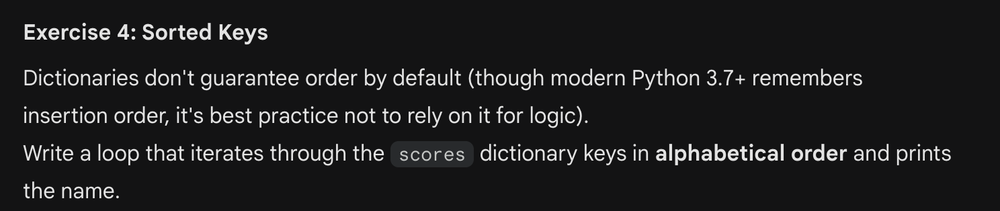 Exercise 4: Sorted Keys
Dictionaries don't guarantee order by default (though modern Python 3.7+ remembers
insertion order, it's best practice not to rely on it for logic).
Write a loop that iterates through the scores dictionary keys in alphabetical order and prints
the name.